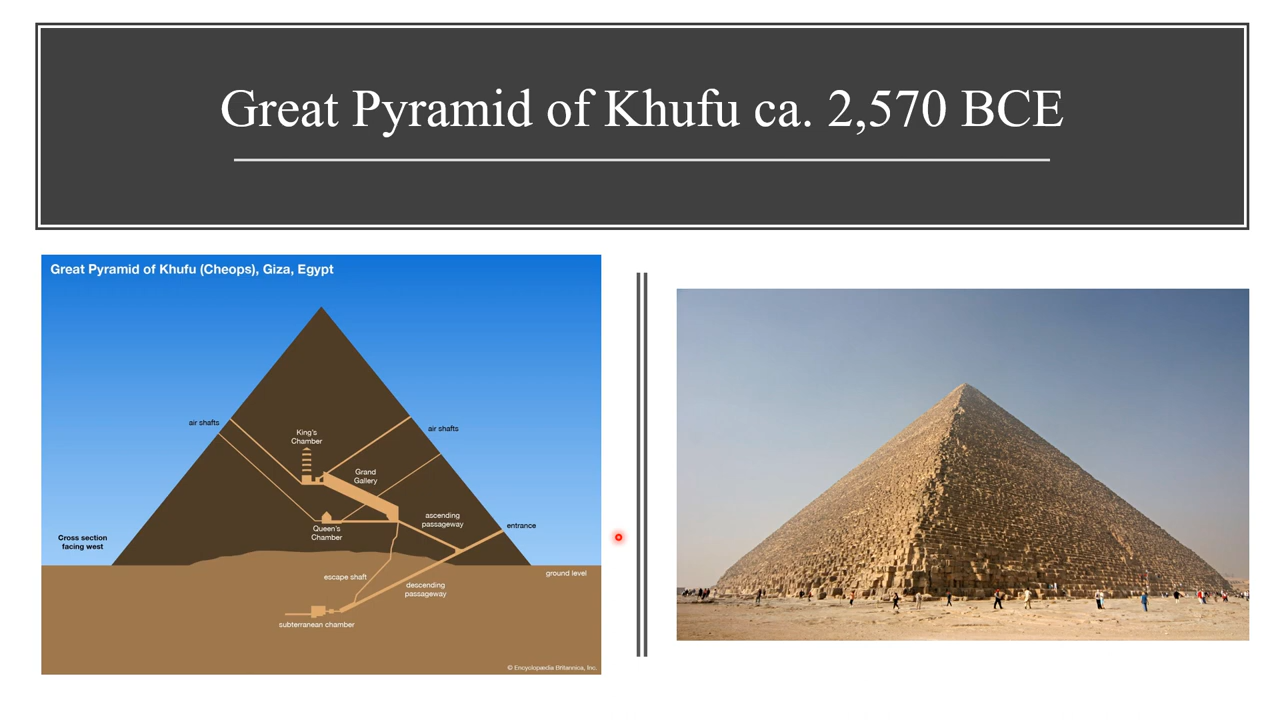 Great Pyramid of Khufu ca. 2,570 BCE
Great Pyramid of Khufu (Cheops), Giza, Egypt
air shafts
King's
Chamber
air shafts
Grand
Gallery
ascending
passageway
entrance
Queen's
Chamber
Cross section
facing west
escape shaft
ground level
descending
passageway
subterranean chamber
© Encyclopædia Britannica, Inc.